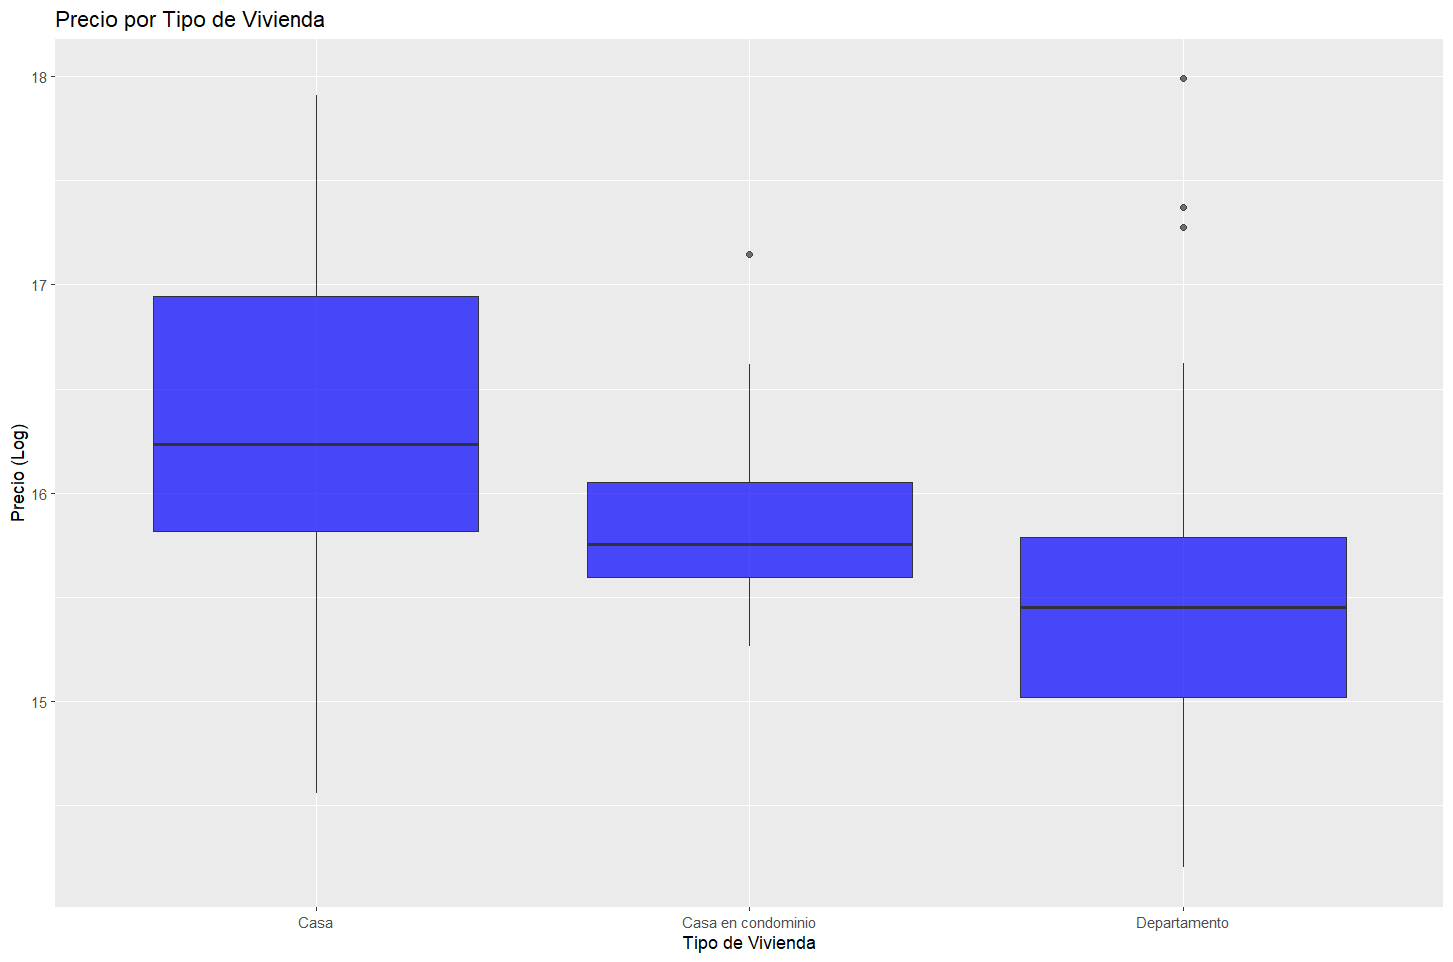 Precio por Tipo de Vivienda
18
17
16
15
Precio (Log)
Casa
Casa en condominio
Departamento
Tipo de Vivienda